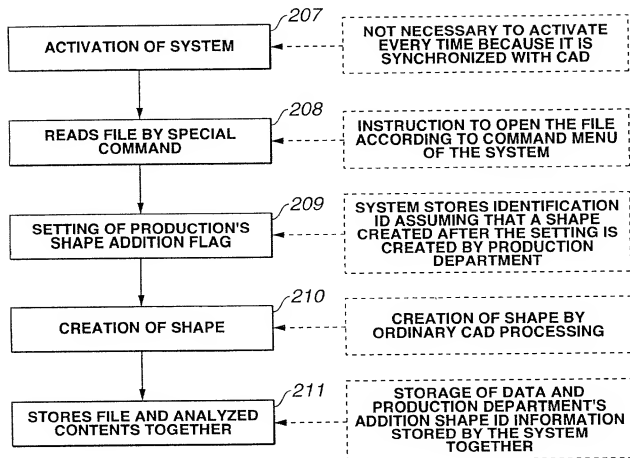 207
ACTIVATION OF SYSTEM
NOT NECESSARY TO ACTIVATE
EVERY TIME BECAUSE IT IS
SYNCHRONIZED WITH CAD
208
READS FILE BY SPECIAL
COMMAND
INSTRUCTION TO OPEN THE FILE
ACCORDING TO COMMAND MENU
OF THE SYSTEM
209
SETTING OF PRODUCTION'S
SHAPE ADDITION FLAG
SYSTEM STORES IDENTIFICATION
ID ASSUMING THAT A SHAPE
CREATED AFTER THE SETTING IS
CREATED BY PRODUCTION
DEPARTMENT
210
CREATION OF SHAPE
CREATION OF SHAPE BY
ORDINARY CAD PROCESSING
211
STORES FILE AND ANALYZED
CONTENTS TOGETHER
STORAGE OF DATA AND
PRODUCTION DEPARTMENT'S
ADDITION SHAPE ID INFORMATION
STORED BY THE SYSTEM
TOGETHER